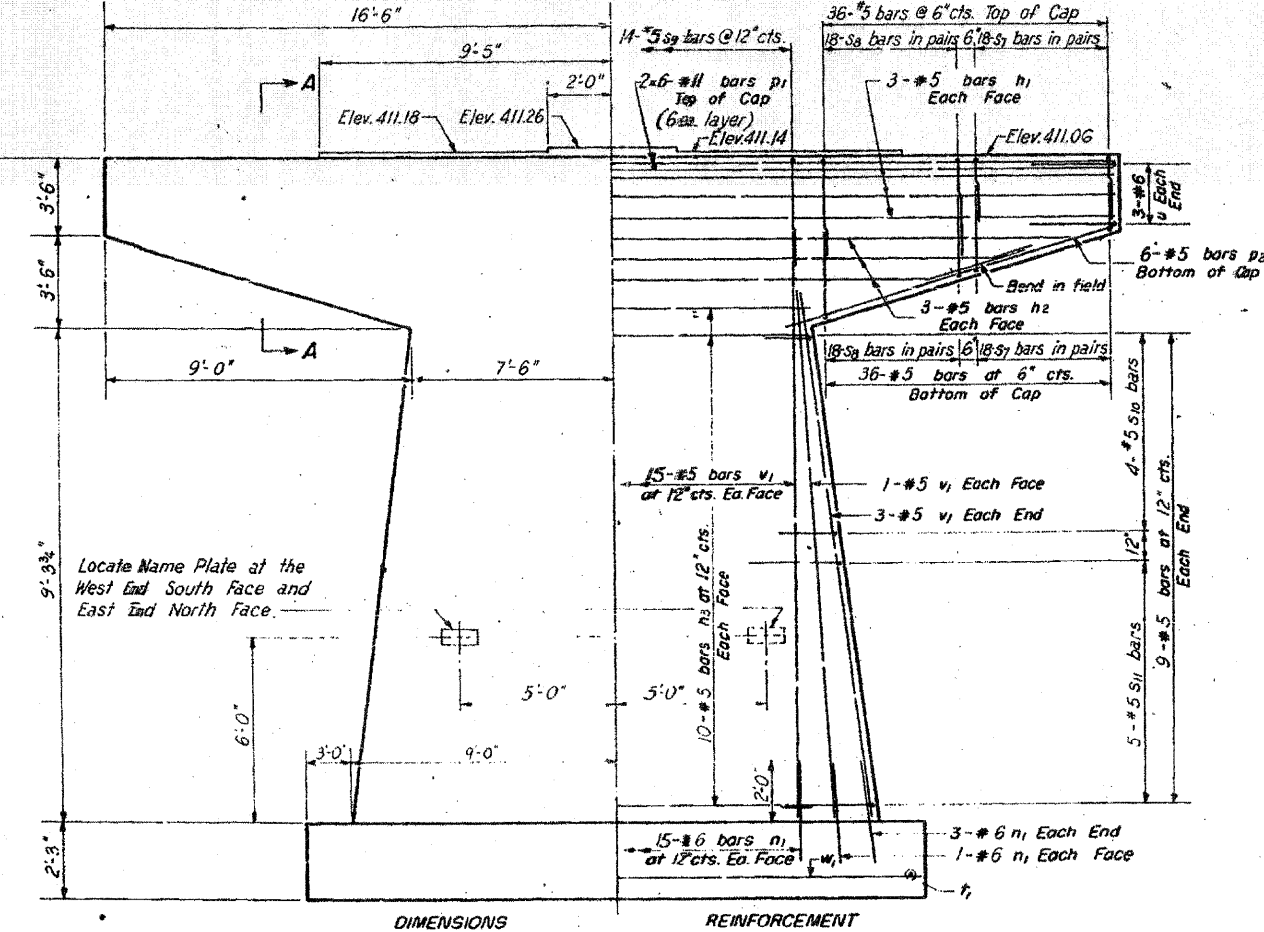 16'-6"
36-#5 bars @ 6"cts. Top of Cap
14-#5 s9 bars @ 12"cts.
18-s8 bars in pairs 6" 18-s7 bars in pairs
9'-5"
A
2'-0"
2x6-#11 bars p1
Top of Cap
(6 ea. layer)
3-#5 bars h1
Each Face
Elev. 411.18
Elev. 411.26
Elev. 411.14
Elev. 411.06
3'-6"
3-#6
u Each
End
3'-6"
6-#5 bars p2
Bottom of Cap
Bend in field
3-#5 bars h2
Each Face
A
9'-0"
7'-6"
18-s8 bars in pairs 6" 18-s7 bars in pairs
36-#5 bars at 6" cts.
Bottom of Cap
4-#5 s10 bars
15-#5 bars v1
at 12"cts. Ea. Face
1-#5 v1 Each Face
3-#5 v1 Each End
12"
9-#5 bars at 12" cts.
Each End
9'-3¾"
Locate Name Plate at the
West End South Face and
East End North Face.
10-#5 bars h3 at 12" cts.
Each Face
5'-0"
5'-0"
6'-0"
5-#5 s11 bars
3'-0"
9'-0"
2'-0"
2'-3"
15-#6 bars n1
at 12"cts. Ea. Face
w1
3-#6 n1 Each End
1-#6 n1 Each Face
t1
DIMENSIONS
REINFORCEMENT